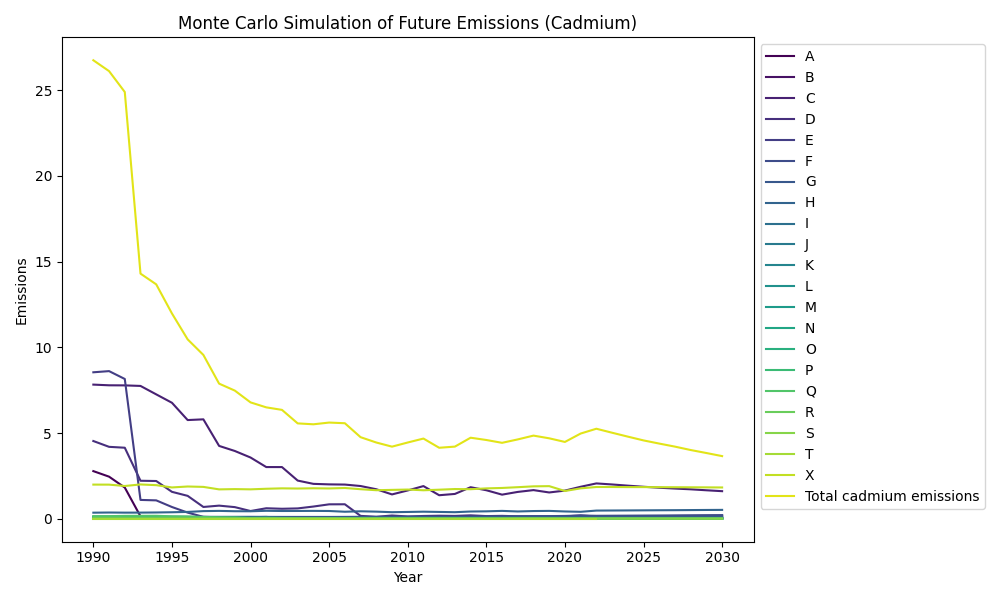 Monte Carlo Simulation of Future Emissions (Cadmium)
Emissions
25
20
15
10
5
0
1990 1995 2000 2005 2010 2015 2020 2025 2030
Year
A
B
C
D
E
F
G
H
I
J
K
L
M
N
O
P
Q
R
S
T
X
Total cadmium emissions